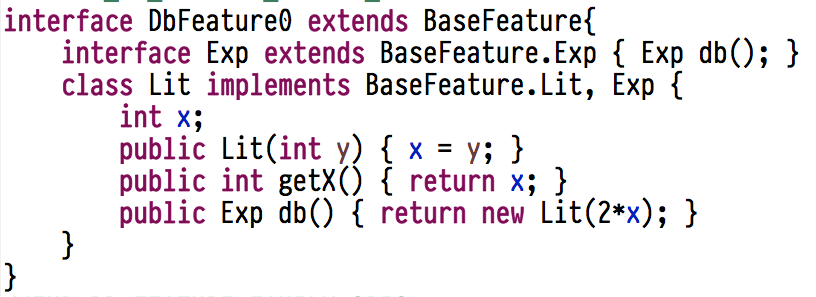 interface DbFeature0 extends BaseFeature{
    interface Exp extends BaseFeature.Exp { Exp db(); }
    class Lit implements BaseFeature.Lit, Exp {
        int x;
        public Lit(int y) { x = y; }
        public int getX() { return x; }
        public Exp db() { return new Lit(2*x); }
    }
}